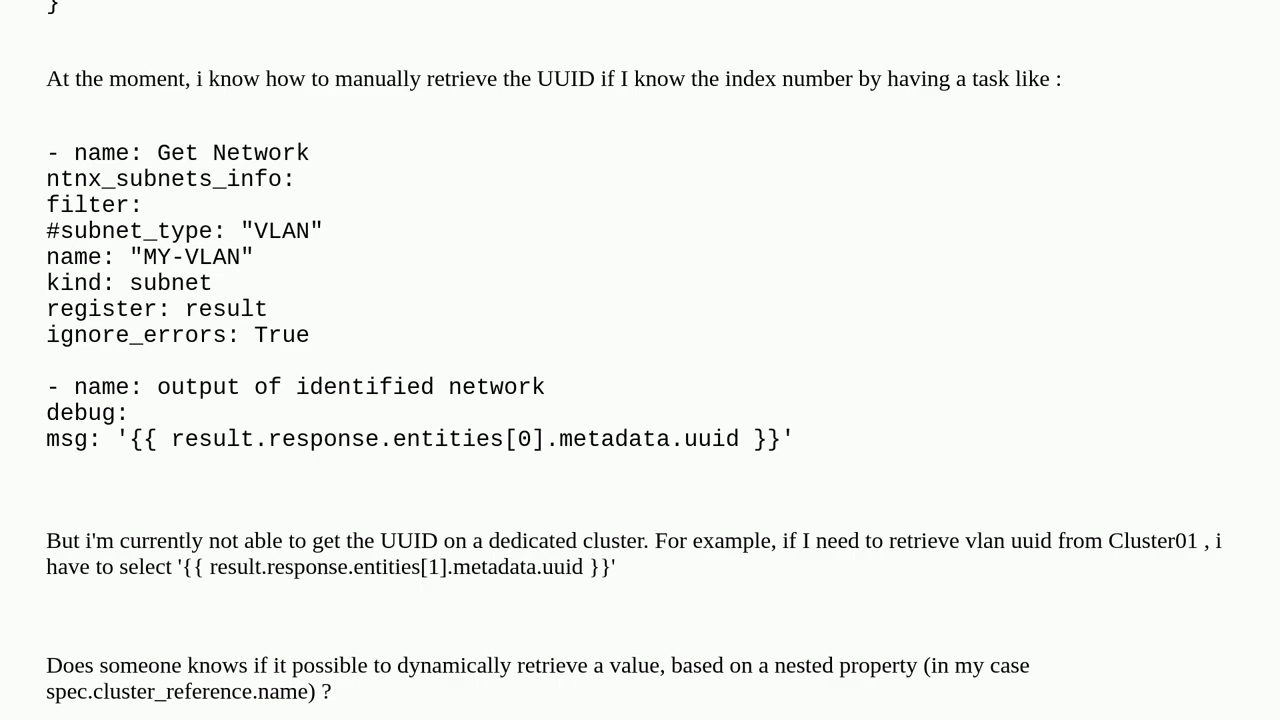 }
At the moment, i know how to manually retrieve the UUID if I know the index number by having a task like :
- name: Get Network
ntnx_subnets_info:
filter:
#subnet_type: "VLAN"
name: "MY-VLAN"
kind: subnet
register: result
ignore_errors: True
- name: output of identified network
debug:
msg: '{{ result.response.entities[0].metadata.uuid }}'
But i'm currently not able to get the UUID on a dedicated cluster. For example, if I need to retrieve vlan uuid from Cluster01 , i
have to select '{{ result.response.entities[1].metadata.uuid }}'
Does someone knows if it possible to dynamically retrieve a value, based on a nested property (in my case
spec.cluster_reference.name) ?